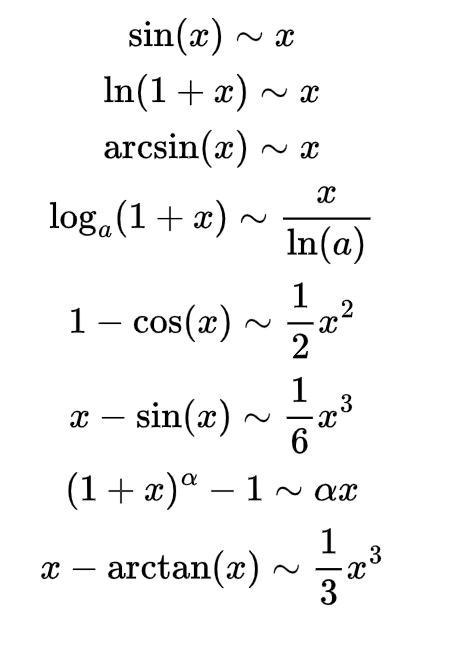 sin(x) ∼ x
ln(1 + x) ∼ x
arcsin(x) ∼ x
logₐ(1 + x) ∼ x/ln(a)
1 − cos(x) ∼ 1/2 x²
x − sin(x) ∼ 1/6 x³
(1 + x)^α − 1 ∼ αx
x − arctan(x) ∼ 1/3 x³